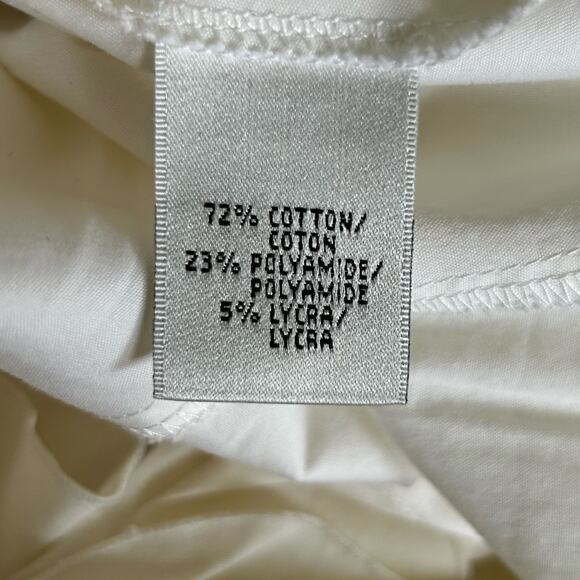 72% COTTON/
COTON
23% POLYAMIDE/
POLYAMIDE
5% LYCRA/
LYCRA